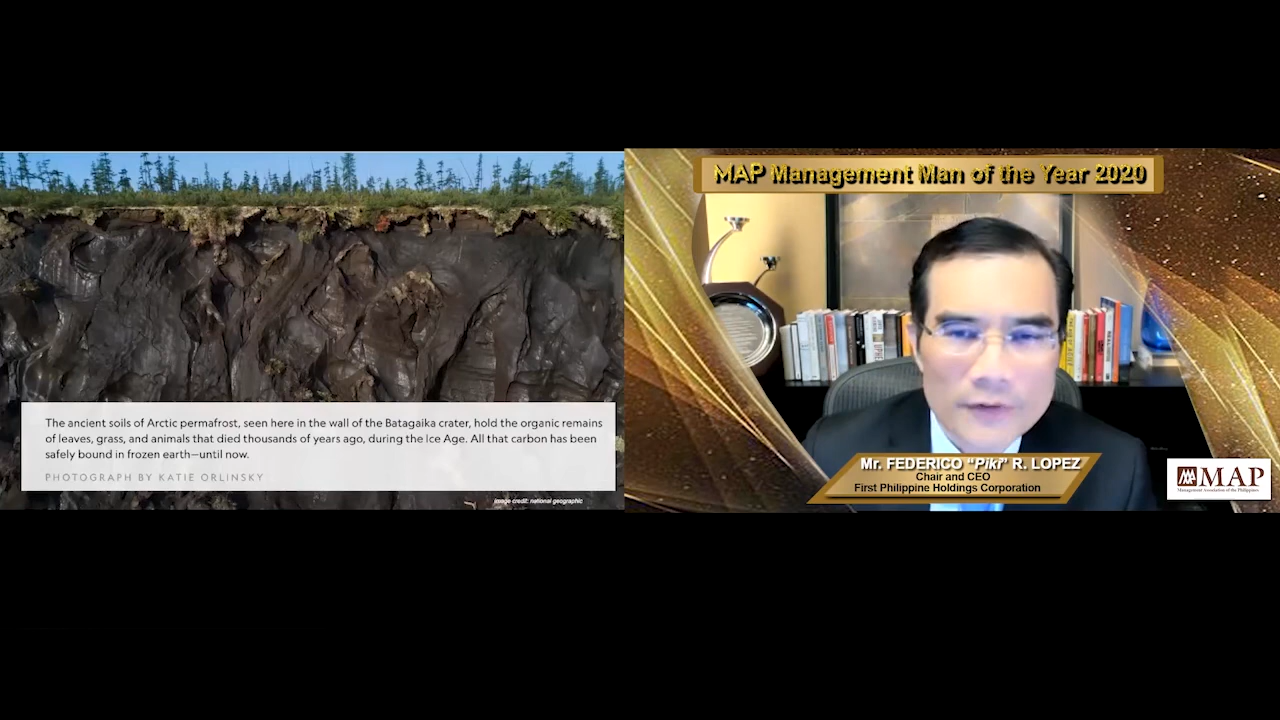 The ancient soils of Arctic permafrost, seen here in the wall of the Batagaika crater, hold the organic remains
of leaves, grass, and animals that died thousands of years ago, during the Ice Age. All that carbon has been
safely bound in frozen earth—until now.
PHOTOGRAPH BY KATIE ORLINSKY
image credit: national geographic
MAP Management Man of the Year 2020
Mr. FEDERICO “Piki” R. LOPEZ
Chair and CEO
First Philippine Holdings Corporation
MAP
Management Association of the Philippines